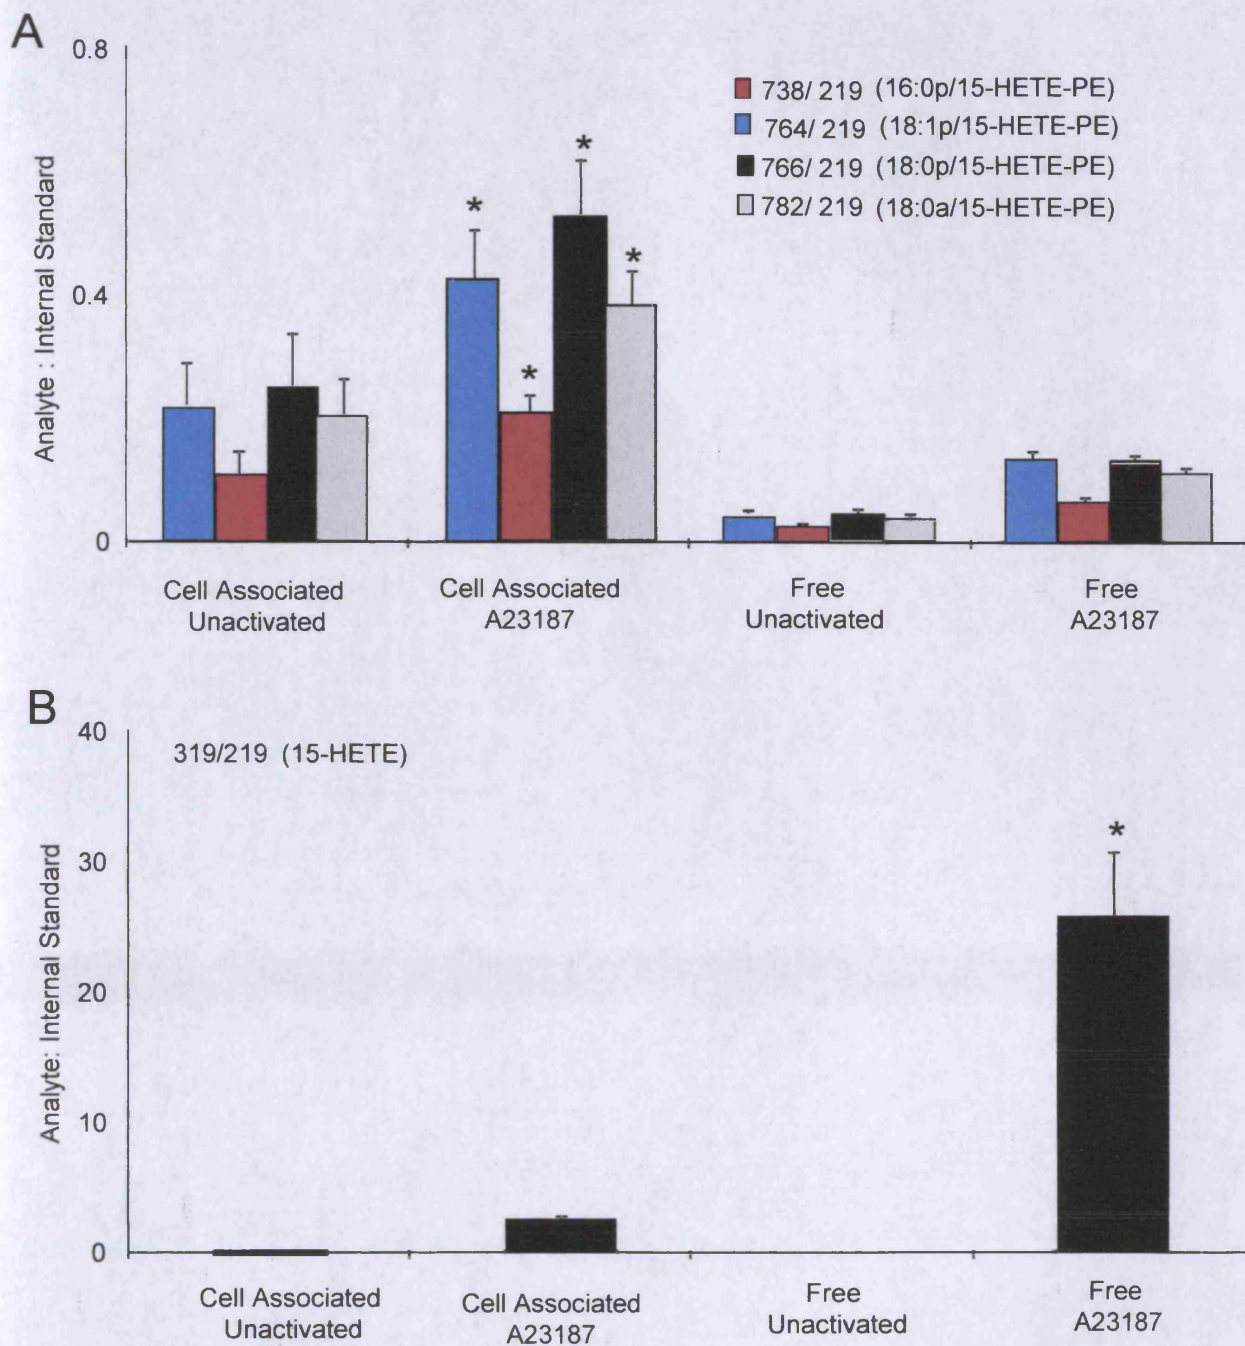 A
0.8
0.4
0
Analyte : Internal Standard
738/ 219 (16:0p/15-HETE-PE)
764/ 219 (18:1p/15-HETE-PE)
766/ 219 (18:0p/15-HETE-PE)
782/ 219 (18:0a/15-HETE-PE)
*
*
*
*
Cell Associated
Unactivated
Cell Associated
A23187
Free
Unactivated
Free
A23187
B
40
30
20
10
0
Analyte: Internal Standard
319/219 (15-HETE)
*
Cell Associated
Unactivated
Cell Associated
A23187
Free
Unactivated
Free
A23187